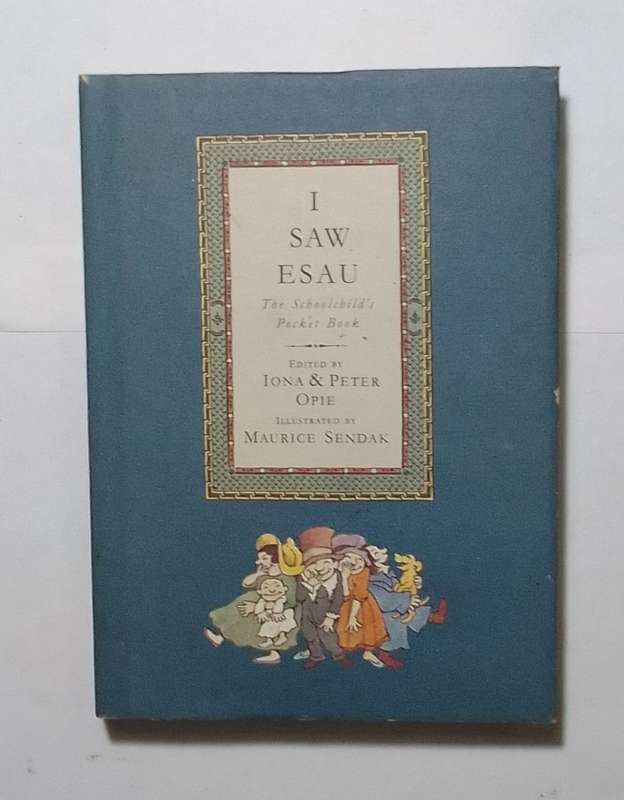 I
SAW
ESAU
The Schoolchild's
Pocket Book
EDITED BY
IONA & PETER
OPIE
ILLUSTRATED BY
MAURICE SENDAK